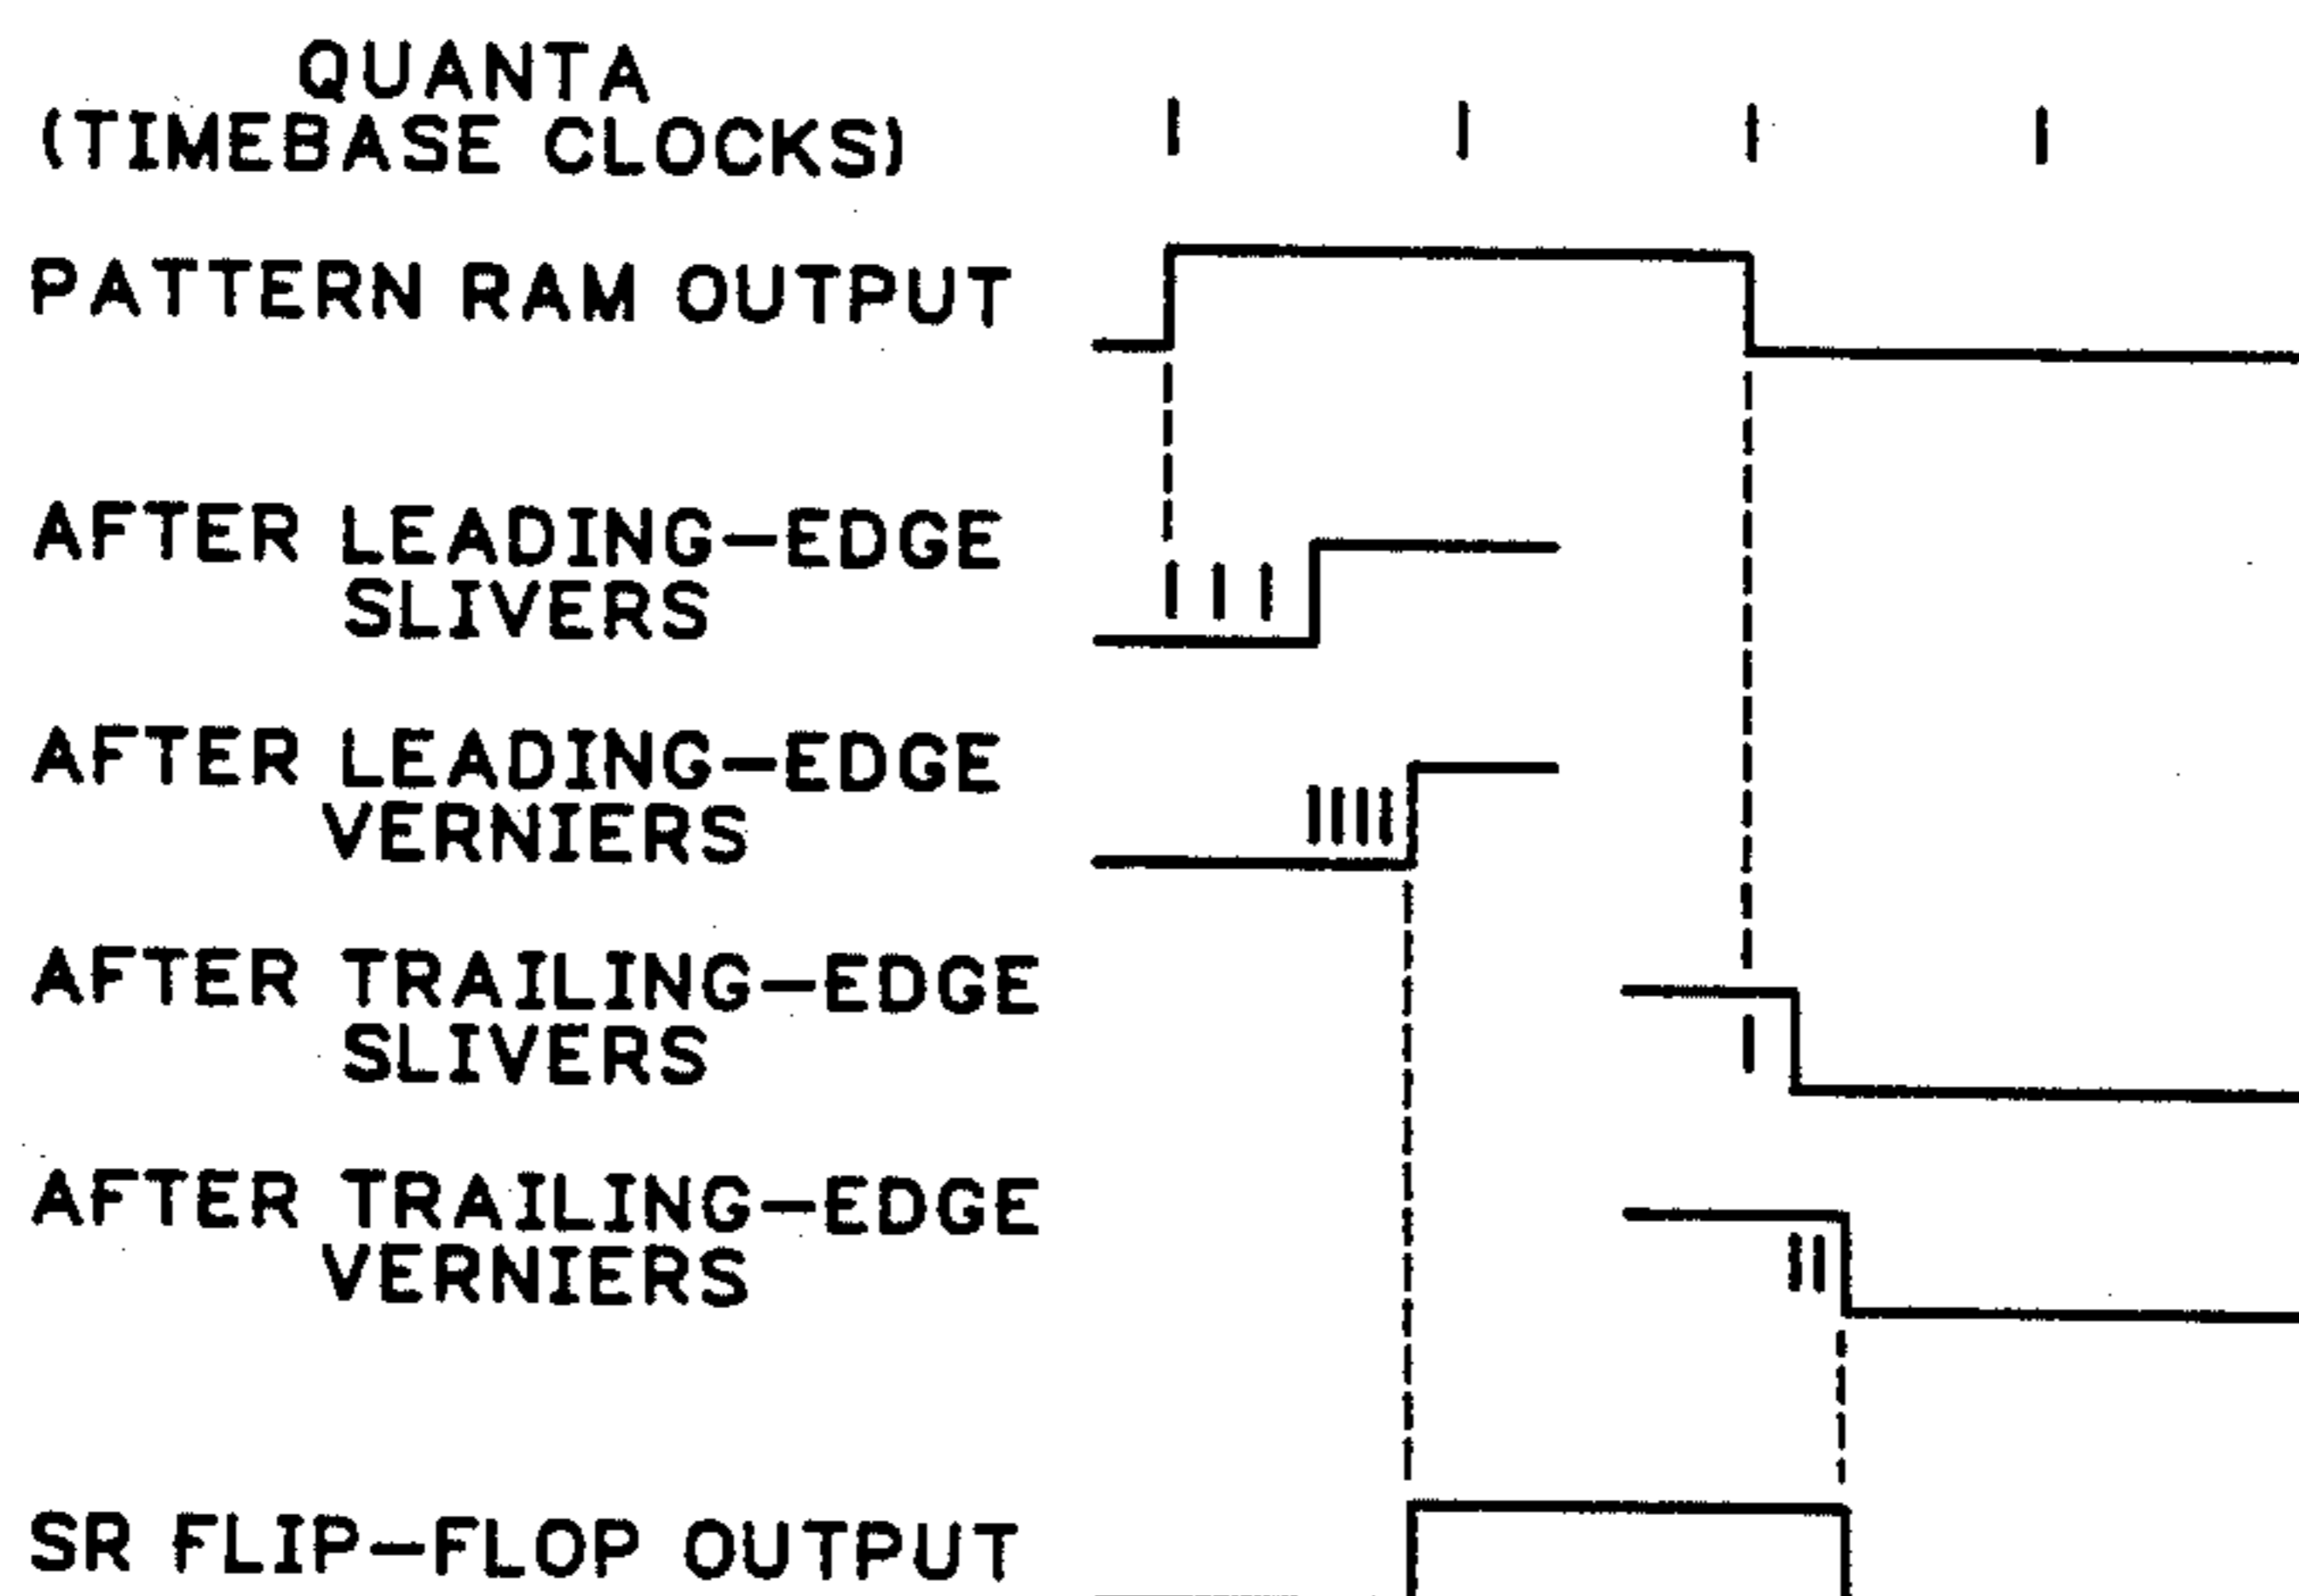 QUANTA
(TIMEBASE CLOCKS)
PATTERN RAM OUTPUT
AFTER LEADING-EDGE
SLIVERS
AFTER LEADING-EDGE
VERNIERS
AFTER TRAILING-EDGE
SLIVERS
AFTER TRAILING-EDGE
VERNIERS
SR FLIP-FLOP OUTPUT